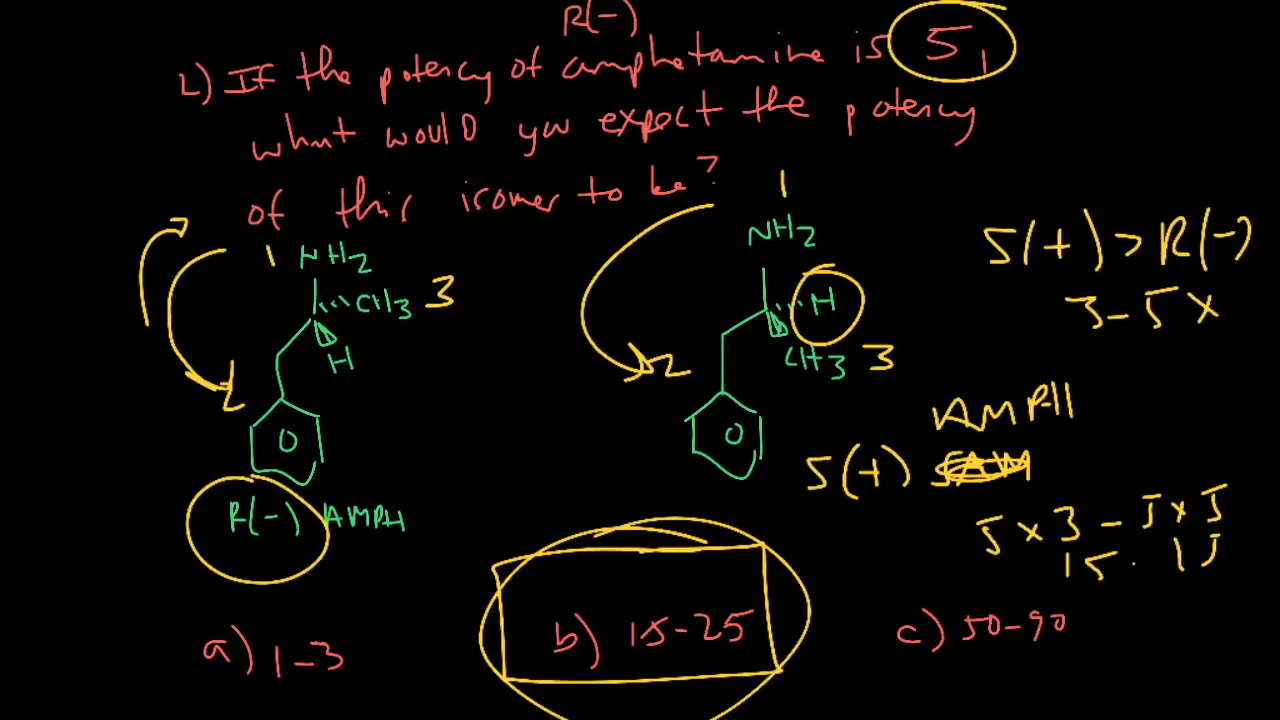 R(-)
2) If the potency of amphetamine is 5,
what would you expect the potency
of this isomer to be?
1
NH2
CH3 3
H
2
R(-) AMPH
1
NH2
H
CH3 3
2
S(+) > R(-)
3-5x
AMPH
S(+)
5 x 3 - 5 x 5
15 - 15
a) 1-3
b) 15-25
c) 50-90